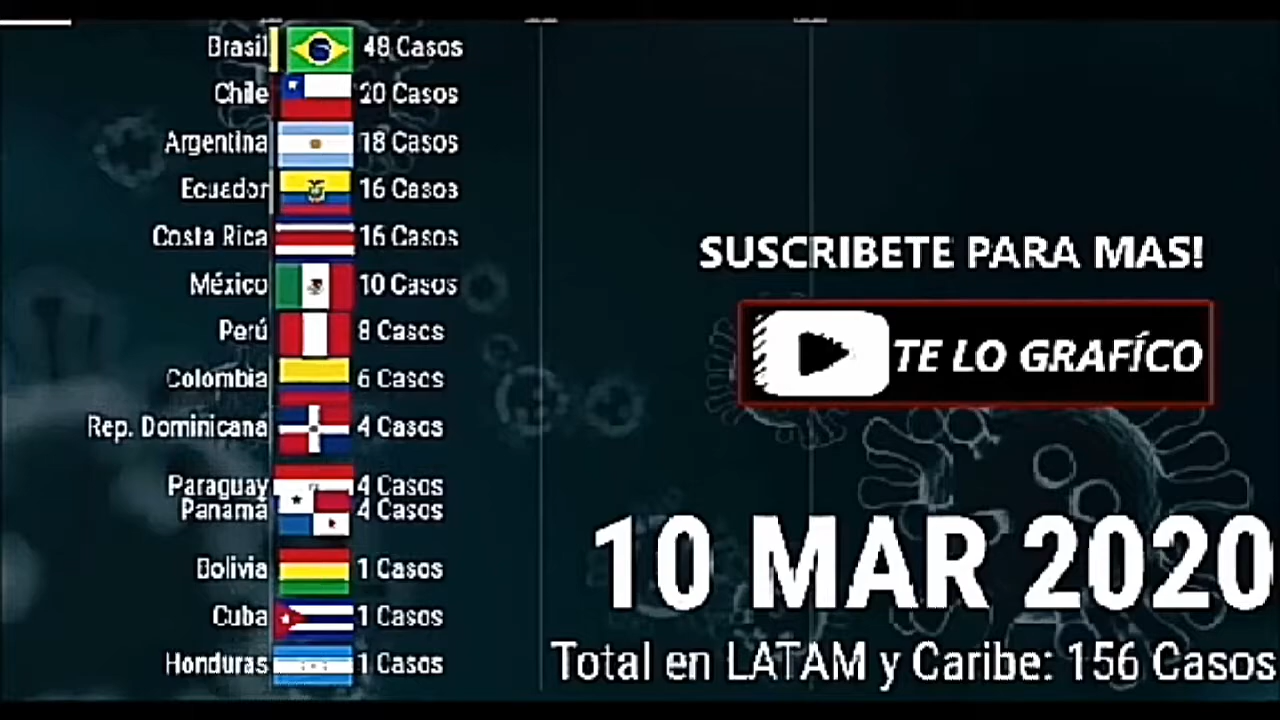 Brasil 48 Casos
Chile 20 Casos
Argentina 18 Casos
Ecuador 16 Casos
Costa Rica 16 Casos
México 10 Casos
Perú 8 Casos
Colombia 6 Casos
Rep. Dominicana 4 Casos
Paraguay 4 Casos
Panamá 4 Casos
Bolivia 1 Casos
Cuba 1 Casos
Honduras 1 Casos
SUSCRIBETE PARA MAS!
TE LO GRAFÍCO
10 MAR 2020
Total en LATAM y Caribe: 156 Casos